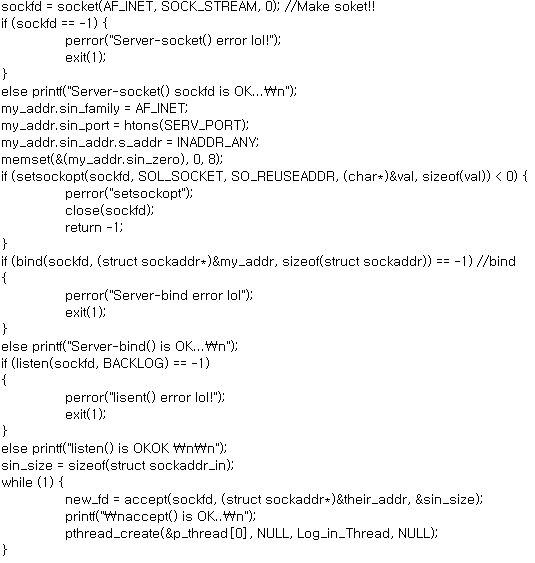 sockfd = socket(AF_INET, SOCK_STREAM, 0); //Make soket!!
if (sockfd == -1) {
perror("Server-socket() error lol!");
exit(1);
}
else printf("Server-socket() sockfd is OK...₩n");
my_addr.sin_family = AF_INET;
my_addr.sin_port = htons(SERV_PORT);
my_addr.sin_addr.s_addr = INADDR_ANY;
memset(&(my_addr.sin_zero), 0, 8);
if (setsockopt(sockfd, SOL_SOCKET, SO_REUSEADDR, (char*)&val, sizeof(val)) < 0) {
perror("setsockopt");
close(sockfd);
return -1;
}
if (bind(sockfd, (struct sockaddr*)&my_addr, sizeof(struct sockaddr)) == -1) //bind
{
perror("Server-bind error lol");
exit(1);
}
else printf("Server-bind() is OK...₩n");
if (listen(sockfd, BACKLOG) == -1)
{
perror("lisent() error lol!");
exit(1);
}
else printf("listen() is OKOK ₩n₩n");
sin_size = sizeof(struct sockaddr_in);
while (1) {
new_fd = accept(sockfd, (struct sockaddr*)&their_addr, &sin_size);
printf("₩naccept() is OK..₩n");
pthread_create(&p_thread[0], NULL, Log_in_Thread, NULL);
}